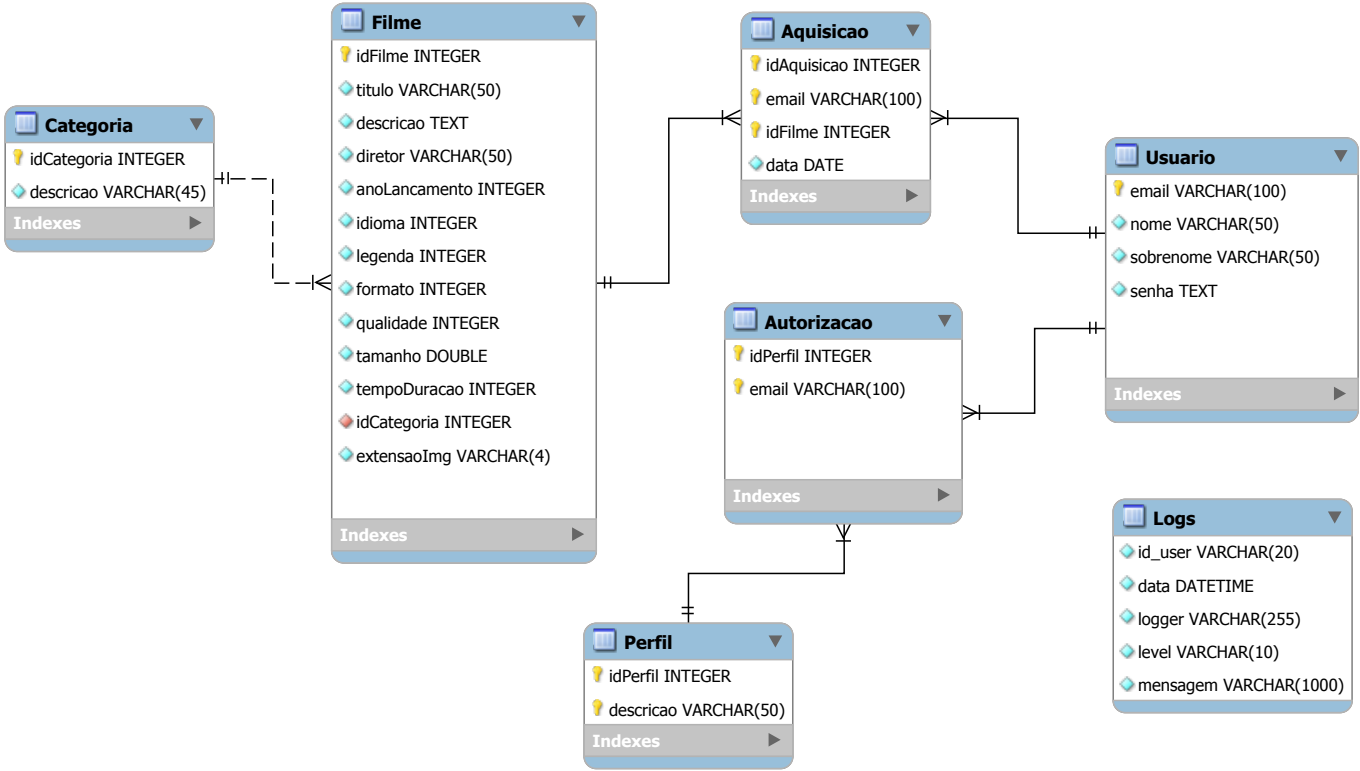 Categoria
idCategoria INTEGER
descricao VARCHAR(45)
Indexes
Filme
idFilme INTEGER
titulo VARCHAR(50)
descricao TEXT
diretor VARCHAR(50)
anoLancamento INTEGER
idioma INTEGER
legenda INTEGER
formato INTEGER
qualidade INTEGER
tamanho DOUBLE
tempoDuracao INTEGER
idCategoria INTEGER
extensaoImg VARCHAR(4)
Indexes
Aquisicao
idAquisicao INTEGER
email VARCHAR(100)
idFilme INTEGER
data DATE
Indexes
Usuario
email VARCHAR(100)
nome VARCHAR(50)
sobrenome VARCHAR(50)
senha TEXT
Indexes
Autorizacao
idPerfil INTEGER
email VARCHAR(100)
Indexes
Perfil
idPerfil INTEGER
descricao VARCHAR(50)
Indexes
Logs
id_user VARCHAR(20)
data DATETIME
logger VARCHAR(255)
level VARCHAR(10)
mensagem VARCHAR(1000)